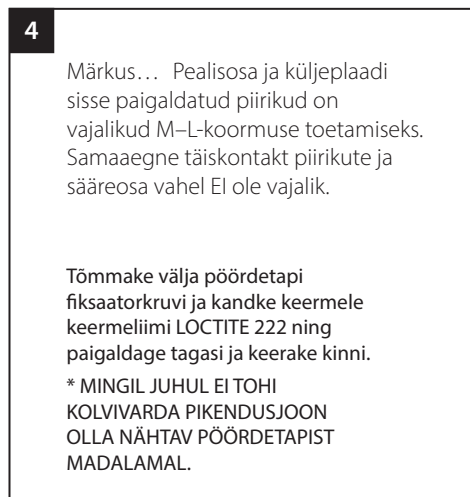 4
Märkus… Pealisosa ja küljeplaadi
sisse paigaldatud piirikud on
vajalikud M–L-koormuse toetamiseks.
Samaaegne täiskontakt piirikute ja
sääreosa vahel EI ole vajalik.
Tõmmake välja pöördetapi
fiksaatorkruvi ja kandke keermele
keermeliimi LOCTITE 222 ning
paigaldage tagasi ja keerake kinni.
* MINGIL JUHUL EI TOHI
KOLVIVARDA PIKENDUSJOON
OLLA NÄHTAV PÖÖRDETAPIST
MADALAMAL.